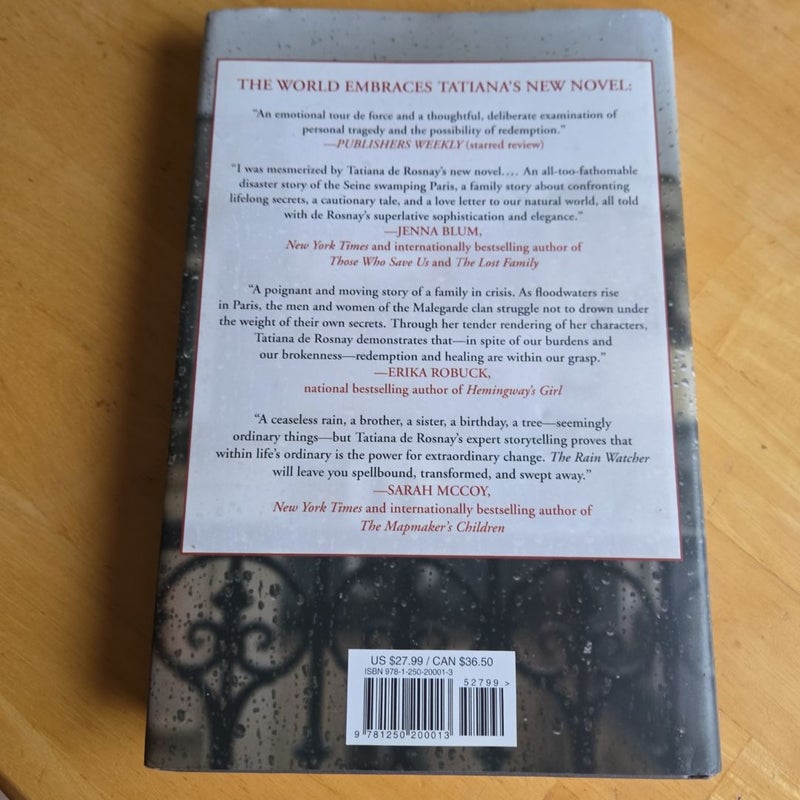 THE WORLD EMBRACES TATIANA'S NEW NOVEL:
“An emotional tour de force and a thoughtful, deliberate examination of
personal tragedy and the possibility of redemption.”
—PUBLISHERS WEEKLY (starred review)
“I was mesmerized by Tatiana de Rosnay's new novel.... An all-too-fathomable
disaster story of the Seine swamping Paris, a family story about confronting
lifelong secrets, a cautionary tale, and a love letter to our natural world, all told
with de Rosnay's superlative sophistication and elegance.”
—JENNA BLUM,
New York Times and internationally bestselling author of
Those Who Save Us and The Lost Family
“A poignant and moving story of a family in crisis. As floodwaters rise
in Paris, the men and women of the Malegarde clan struggle not to drown under
the weight of their own secrets. Through her tender rendering of her characters,
Tatiana de Rosnay demonstrates that—in spite of our burdens and
our brokenness—redemption and healing are within our grasp.”
—ERIKA ROBUCK,
national bestselling author of Hemingway's Girl
“A ceaseless rain, a brother, a sister, a birthday, a tree—seemingly
ordinary things—but Tatiana de Rosnay's expert storytelling proves that
within life's ordinary is the power for extraordinary change. The Rain Watcher
will leave you spellbound, transformed, and swept away.”
—SARAH MCCOY,
New York Times and internationally bestselling author of
The Mapmaker's Children
US $27.99 / CAN $36.50
ISBN 978-1-250-20001-3
52799 >
9 781250 200013